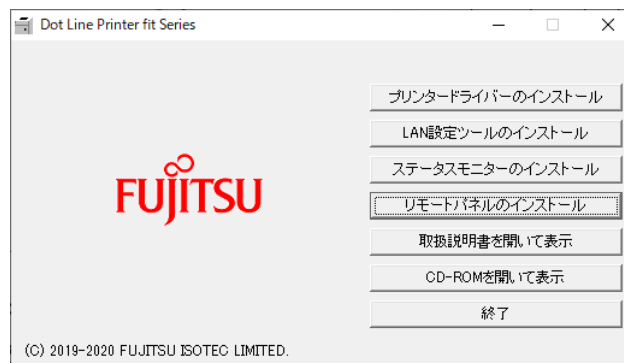 Dot Line Printer fit Series
プリンタードライバーのインストール
LAN設定ツールのインストール
ステータスモニターのインストール
リモートパネルのインストール
取扱説明書を開いて表示
CD-ROMを開いて表示
終了
FUJITSU
(C) 2019-2020 FUJITSU ISOTEC LIMITED.